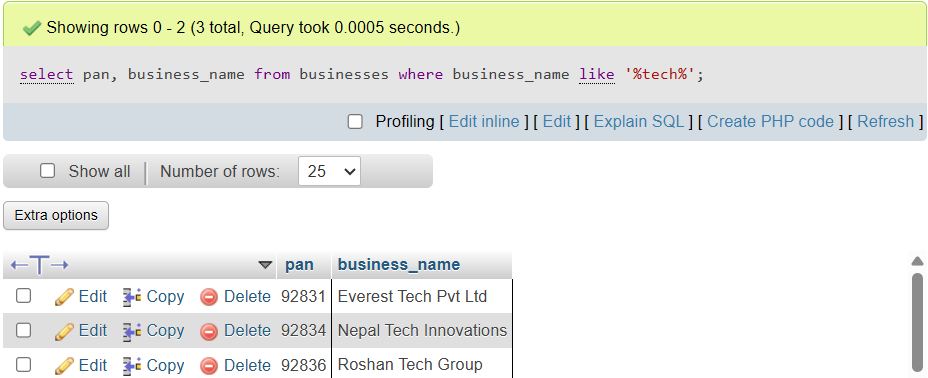 Showing rows 0 - 2 (3 total, Query took 0.0005 seconds.)
select pan, business_name from businesses where business_name like '%tech%';
Profiling [ Edit inline ] [ Edit ] [ Explain SQL ] [ Create PHP code ] [ Refresh ]
Show all Number of rows: 25
Extra options
pan business_name
Edit Copy Delete 92831 Everest Tech Pvt Ltd
Edit Copy Delete 92834 Nepal Tech Innovations
Edit Copy Delete 92836 Roshan Tech Group